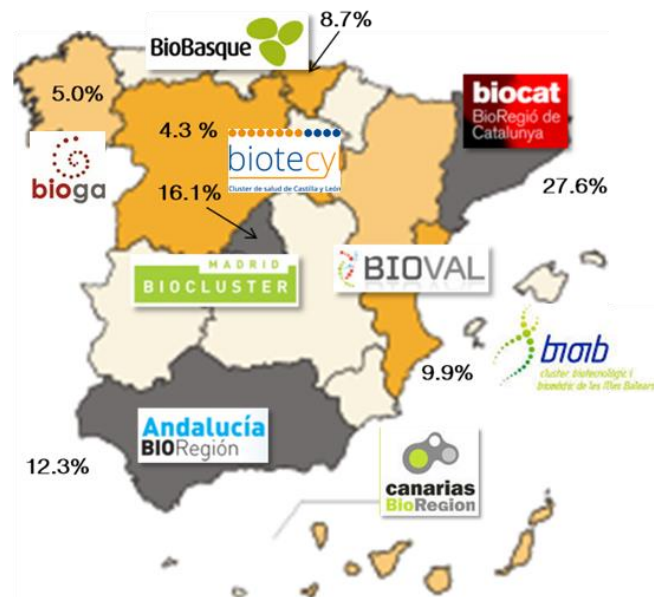 8.7%
BioBasque
5.0%
4.3 %
biocat
BioRegió de
Catalunya
biotecyl
Cluster de salud de Castilla y León
bioga
16.1%
27.6%
MADRID
BIOCLUSTER
BIOVAL
bioib
cluster biotecnològic i
biomèdic de les Illes Balears
9.9%
Andalucía
BIORegión
12.3%
canarias
BioRegion